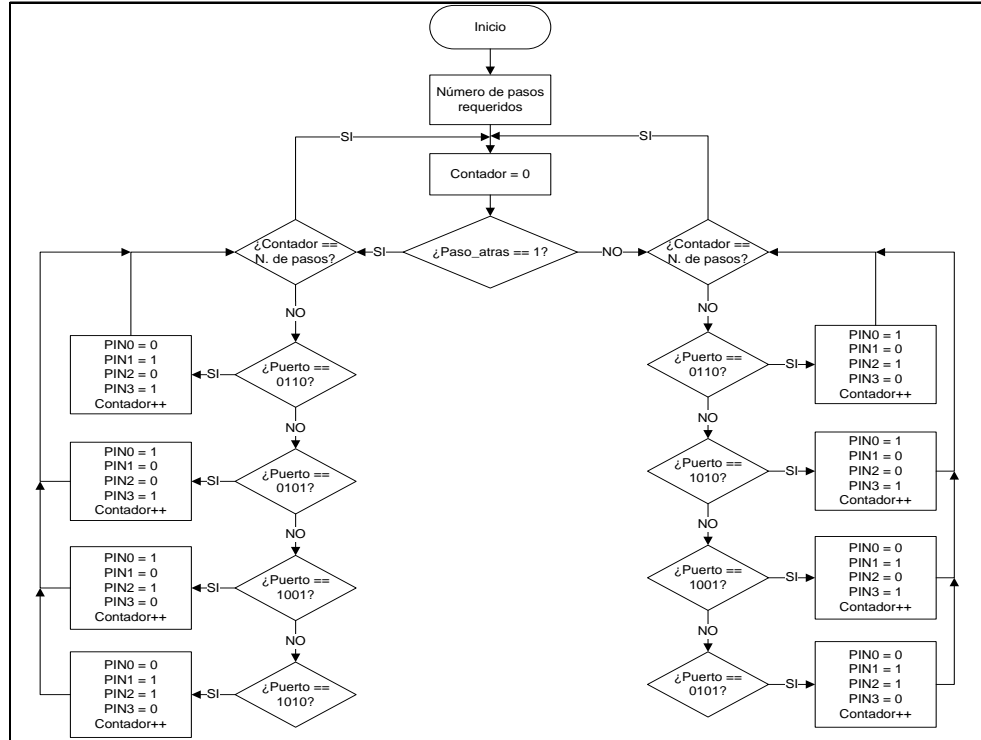 Inicio
Número de pasos
requeridos
SI
SI
Contador = 0
¿Contador ==
N. de pasos?
SI
¿Paso_atras == 1?
NO
¿Contador ==
N. de pasos?
NO
NO
PIN0 = 0
PIN1 = 1
PIN2 = 0
PIN3 = 1
Contador++
SI
¿Puerto ==
0110?
¿Puerto ==
0110?
SI
PIN0 = 1
PIN1 = 0
PIN2 = 1
PIN3 = 0
Contador++
NO
NO
PIN0 = 1
PIN1 = 0
PIN2 = 0
PIN3 = 1
Contador++
SI
¿Puerto ==
0101?
¿Puerto ==
1010?
SI
PIN0 = 1
PIN1 = 0
PIN2 = 0
PIN3 = 1
Contador++
NO
NO
PIN0 = 1
PIN1 = 0
PIN2 = 1
PIN3 = 0
Contador++
SI
¿Puerto ==
1001?
¿Puerto ==
1001?
SI
PIN0 = 0
PIN1 = 1
PIN2 = 0
PIN3 = 1
Contador++
NO
NO
PIN0 = 0
PIN1 = 1
PIN2 = 1
PIN3 = 0
Contador++
SI
¿Puerto ==
1010?
¿Puerto ==
0101?
SI
PIN0 = 0
PIN1 = 1
PIN2 = 1
PIN3 = 0
Contador++